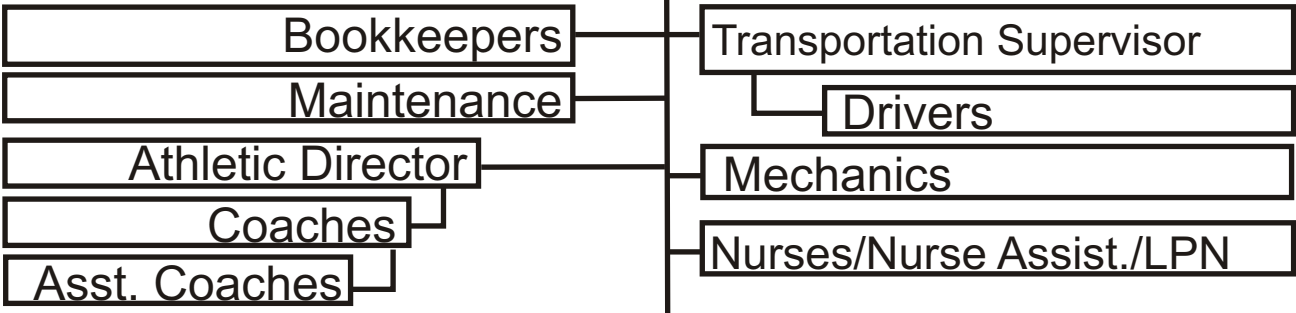 Bookkeepers
Transportation Supervisor
Maintenance
Drivers
Athletic Director
Mechanics
Coaches
Nurses/Nurse Assist./LPN
Asst. Coaches